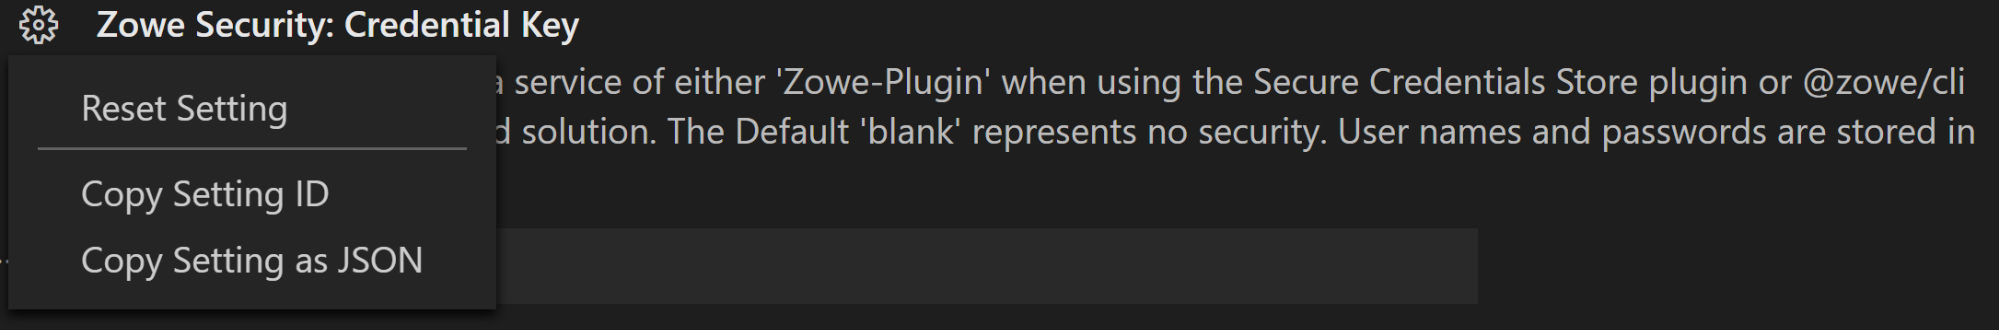 Zowe Security: Credential Key
a service of either 'Zowe-Plugin' when using the Secure Credentials Store plugin or @zowe/cli
d solution. The Default 'blank' represents no security. User names and passwords are stored in
Reset Setting
Copy Setting ID
Copy Setting as JSON